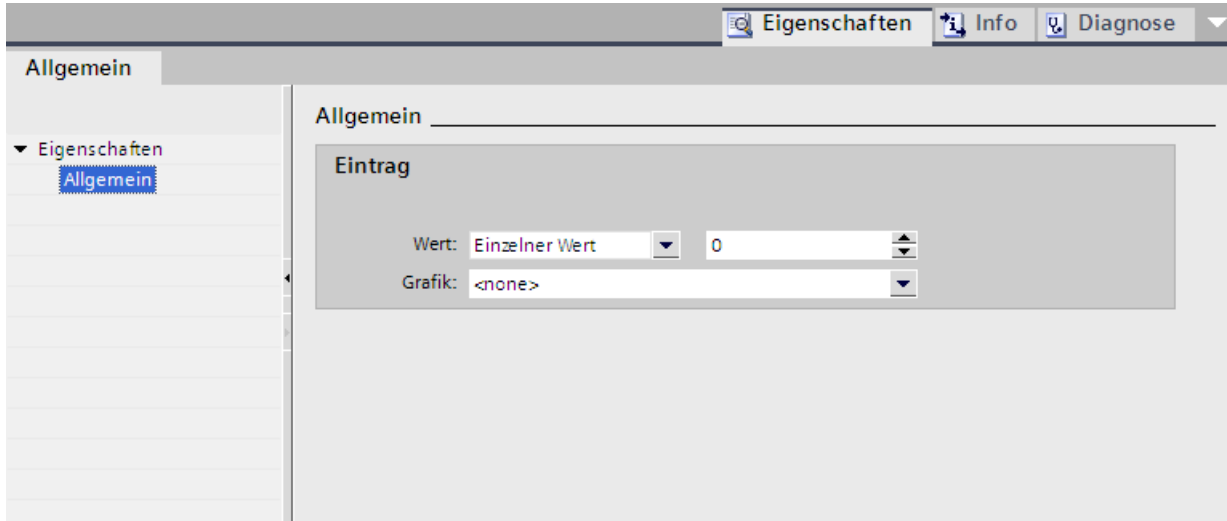 Eigenschaften Info Diagnose
Allgemein
Allgemein
Eigenschaften
Allgemein
Eintrag
Wert: Einzelner Wert 0
Grafik: <none>